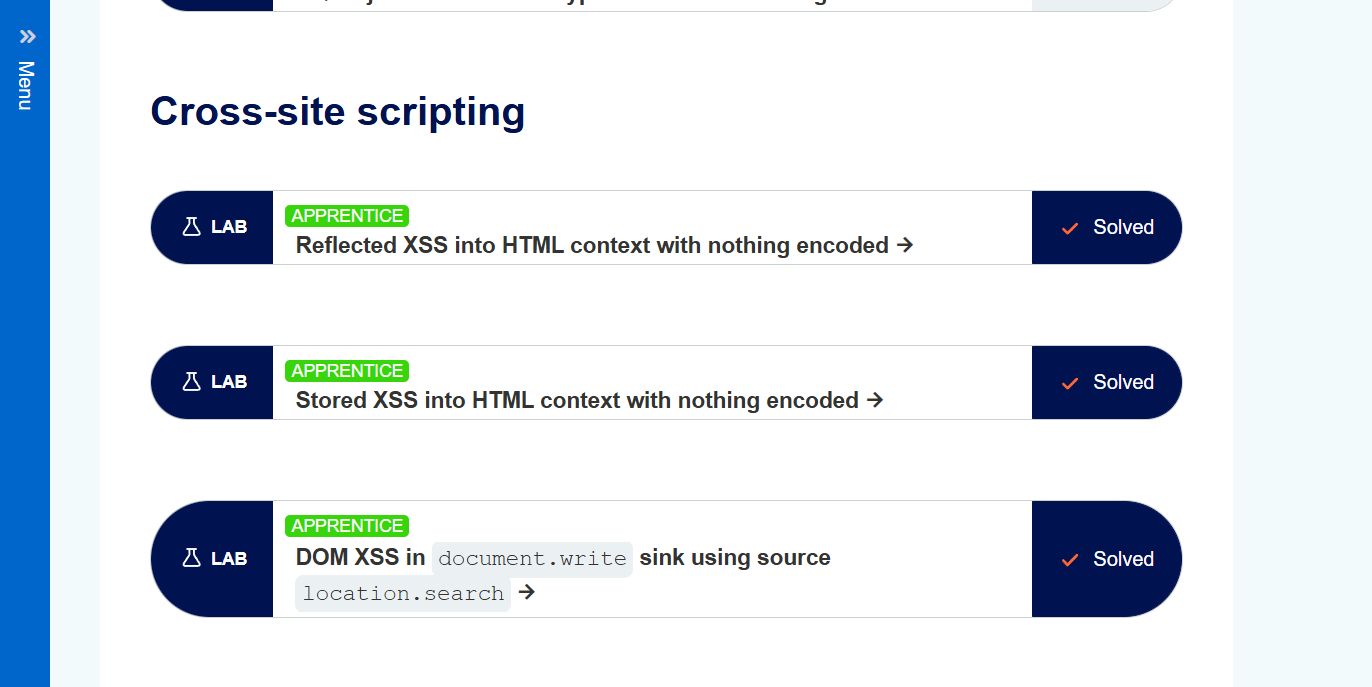 Menu
Cross-site scripting
LAB
APPRENTICE
Reflected XSS into HTML context with nothing encoded →
Solved
LAB
APPRENTICE
Stored XSS into HTML context with nothing encoded →
Solved
LAB
APPRENTICE
DOM XSS in document.write sink using source
location.search →
Solved